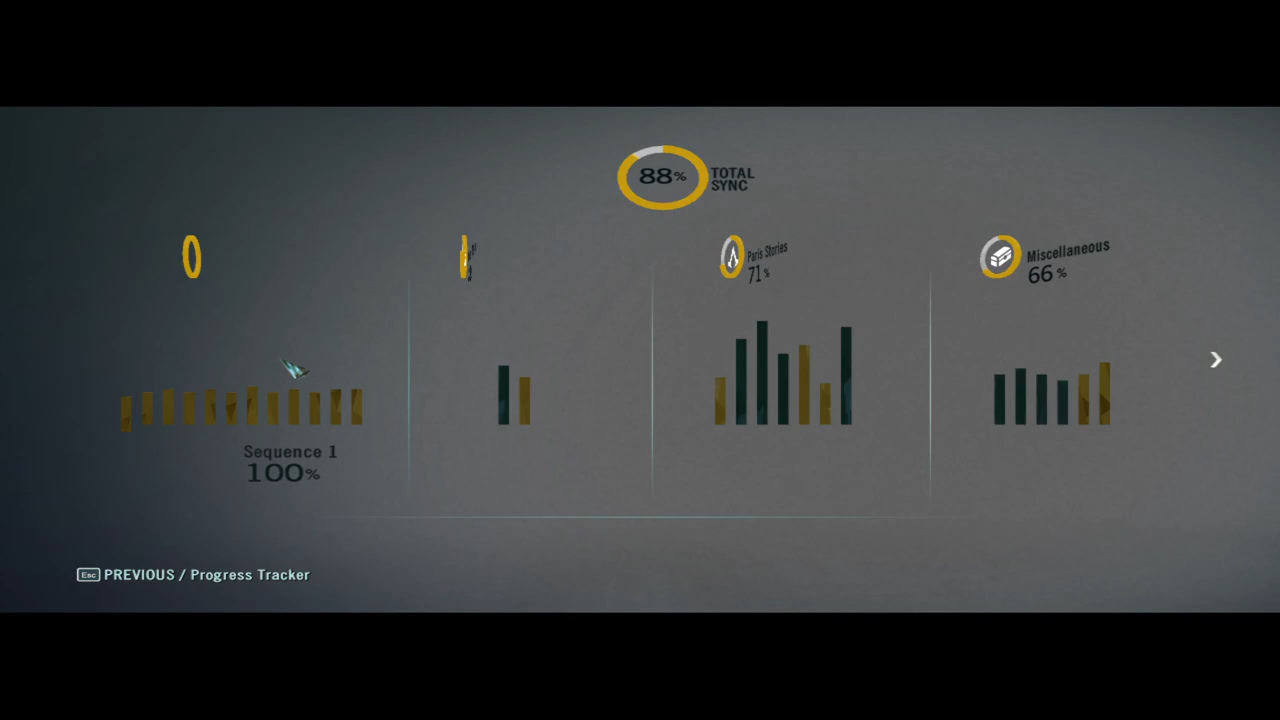 88%
TOTAL
SYNC
Paris Stories
71%
Miscellaneous
66%
Sequence 1
100%
Esc PREVIOUS / Progress Tracker